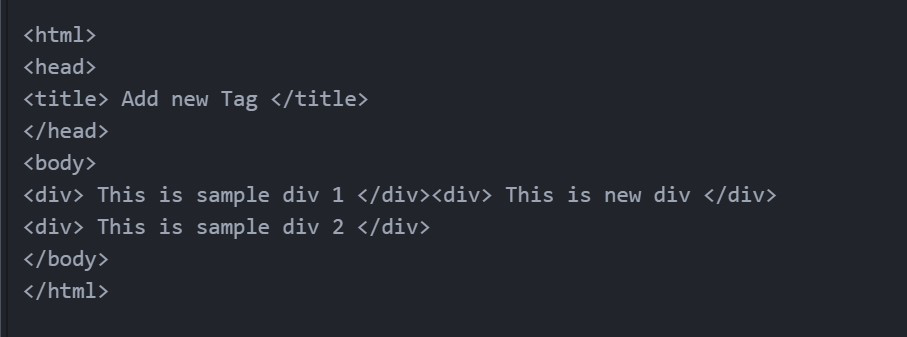 <html>
<head>
<title> Add new Tag </title>
</head>
<body>
<div> This is sample div 1 </div><div> This is new div </div>
<div> This is sample div 2 </div>
</body>
</html>